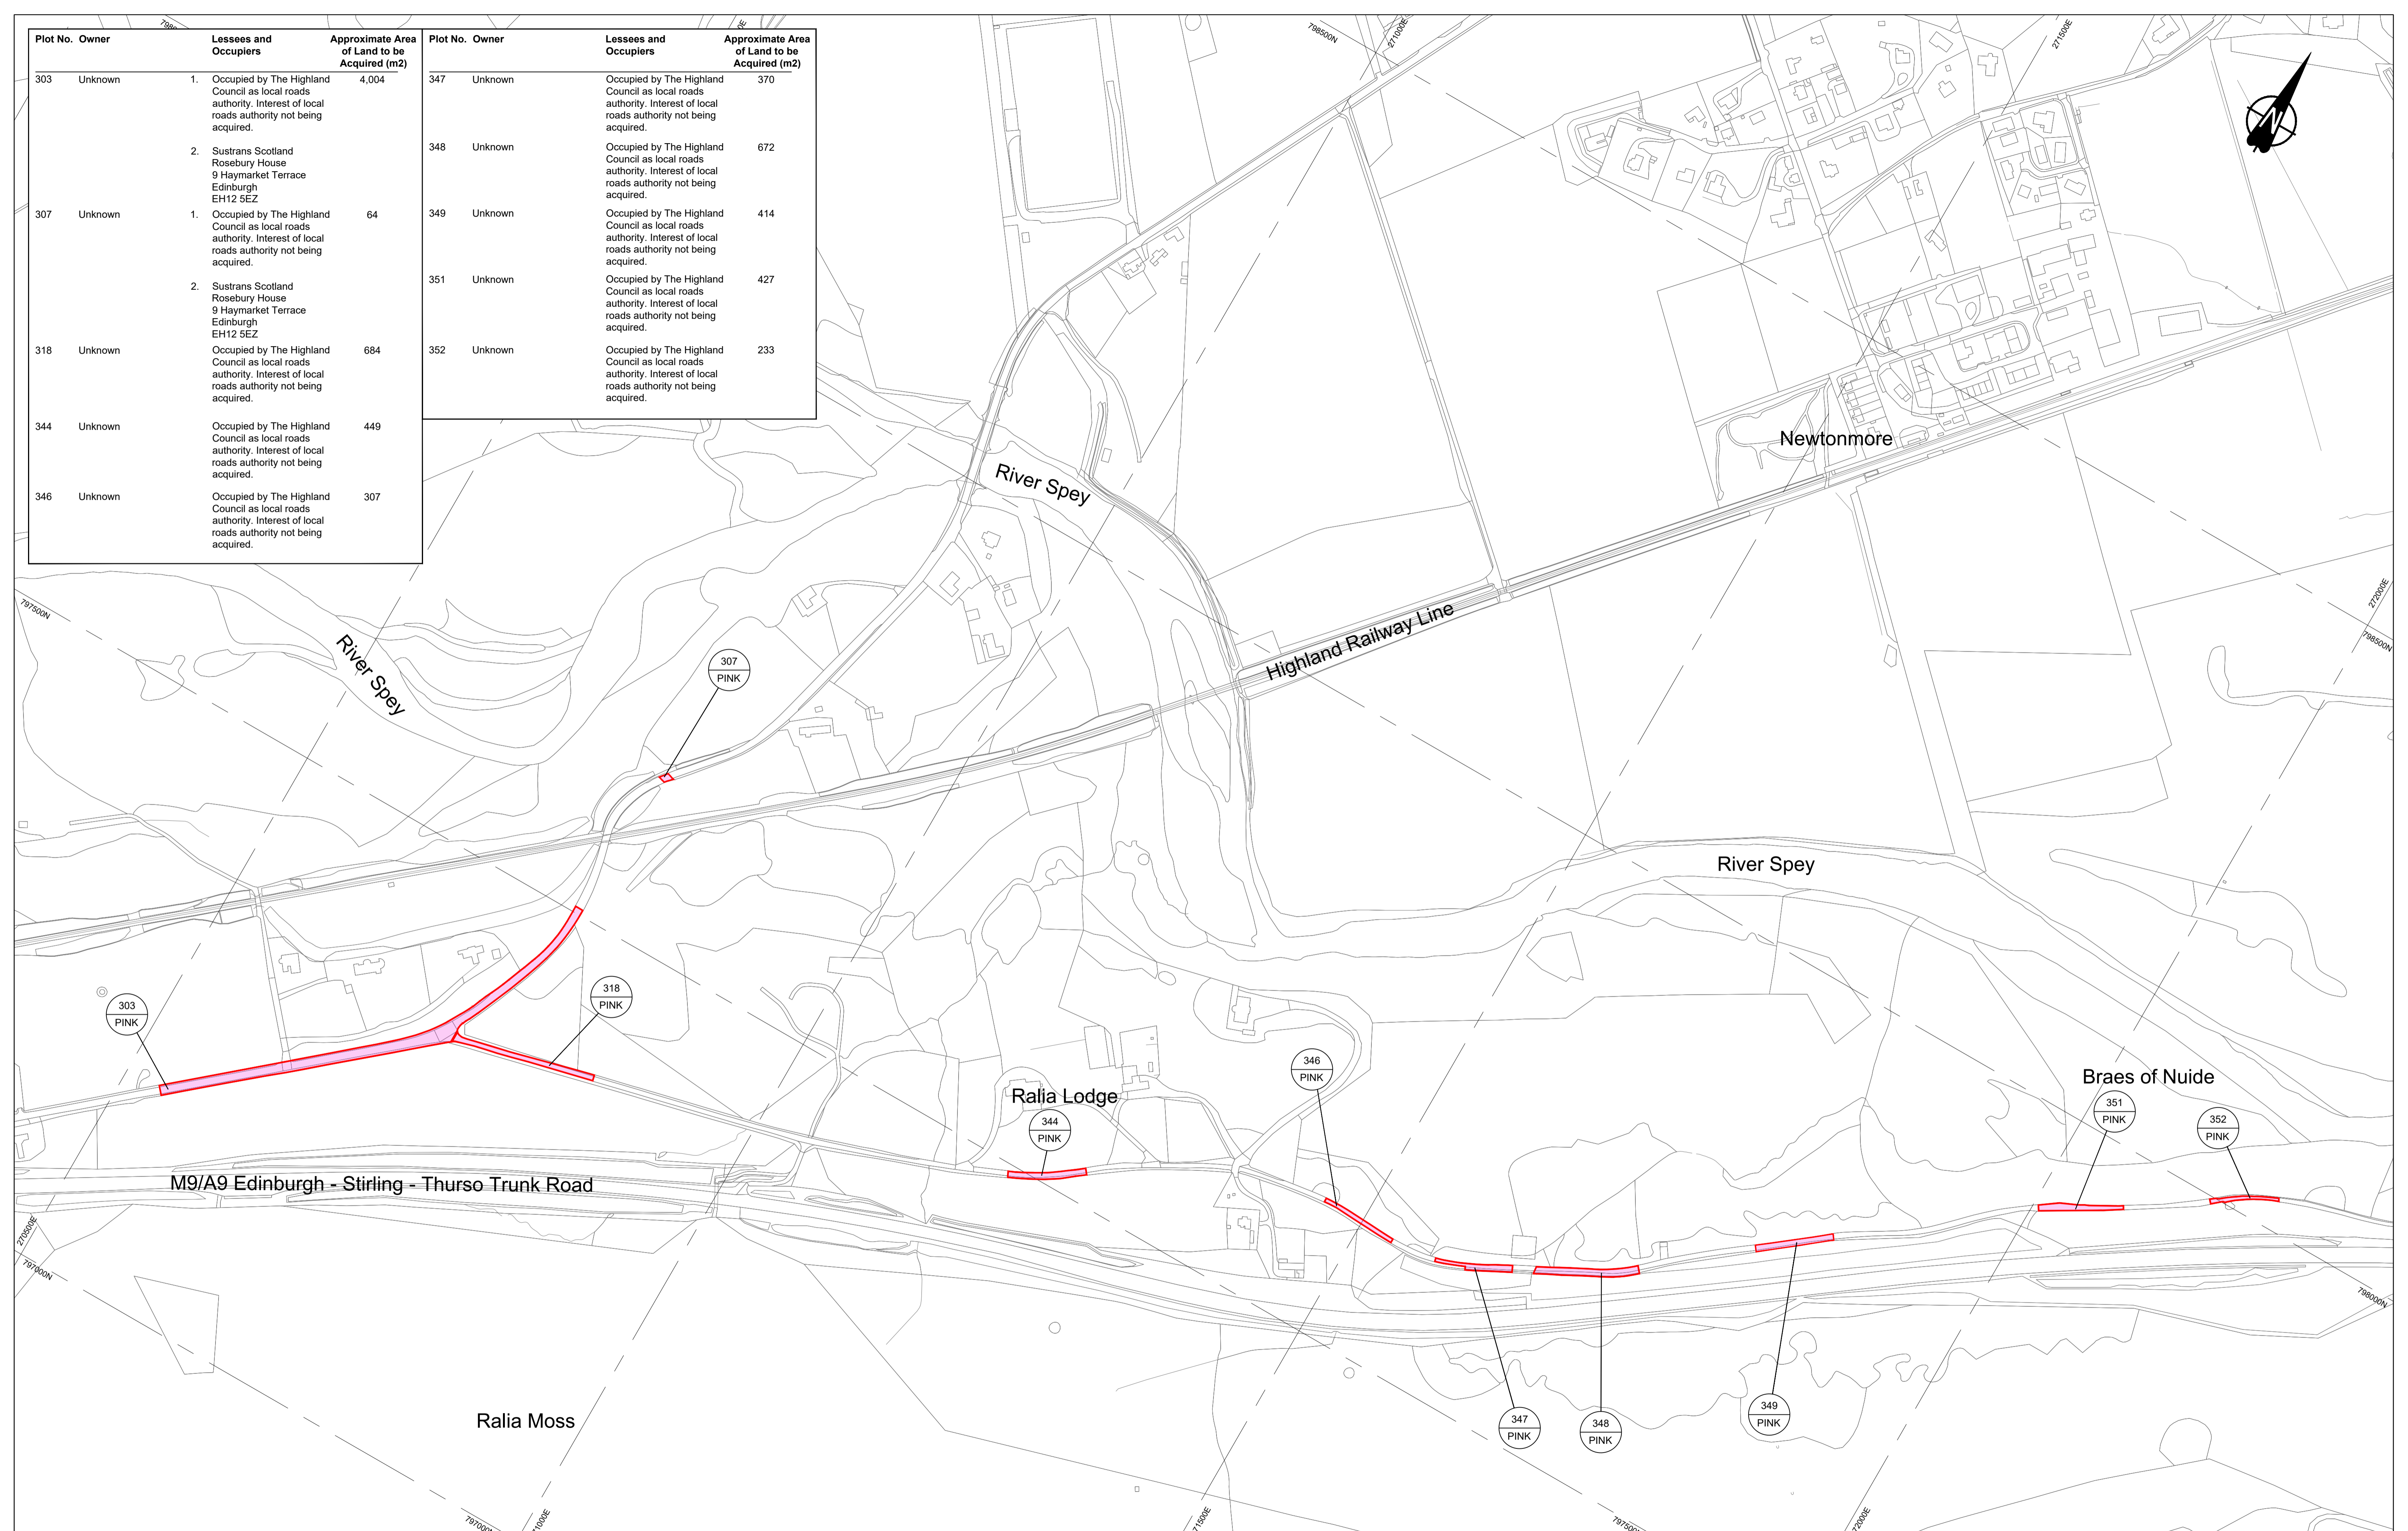 Plot No. Owner Lessees and Occupiers Approximate Area of Land to be Acquired (m2)
303 Unknown 1. Occupied by The Highland 4,004
Council as local roads
authority. Interest of local
roads authority not being
acquired.
2. Sustrans Scotland
Rosebury House
9 Haymarket Terrace
Edinburgh
EH12 5EZ
307 Unknown 1. Occupied by The Highland 64
Council as local roads
authority. Interest of local
roads authority not being
acquired.
2. Sustrans Scotland
Rosebury House
9 Haymarket Terrace
Edinburgh
EH12 5EZ
318 Unknown Occupied by The Highland 684
Council as local roads
authority. Interest of local
roads authority not being
acquired.
344 Unknown Occupied by The Highland 449
Council as local roads
authority. Interest of local
roads authority not being
acquired.
346 Unknown Occupied by The Highland 307
Council as local roads
authority. Interest of local
roads authority not being
acquired.
Plot No. Owner Lessees and Occupiers Approximate Area of Land to be Acquired (m2)
347 Unknown Occupied by The Highland 370
Council as local roads
authority. Interest of local
roads authority not being
acquired.
348 Unknown Occupied by The Highland 672
Council as local roads
authority. Interest of local
roads authority not being
acquired.
349 Unknown Occupied by The Highland 414
Council as local roads
authority. Interest of local
roads authority not being
acquired.
351 Unknown Occupied by The Highland 427
Council as local roads
authority. Interest of local
roads authority not being
acquired.
352 Unknown Occupied by The Highland 233
Council as local roads
authority. Interest of local
roads authority not being
acquired.
798500N
271000E
271500E
N
Newtonmore
River Spey
797500N
272000E
798500N
River Spey
Highland Railway Line
307
PINK
River Spey
303
PINK
318
PINK
346
PINK
Ralia Lodge
344
PINK
Braes of Nuide
351
PINK
352
PINK
M9/A9 Edinburgh - Stirling - Thurso Trunk Road
270500E
797000N
798000N
347
PINK
348
PINK
349
PINK
Ralia Moss